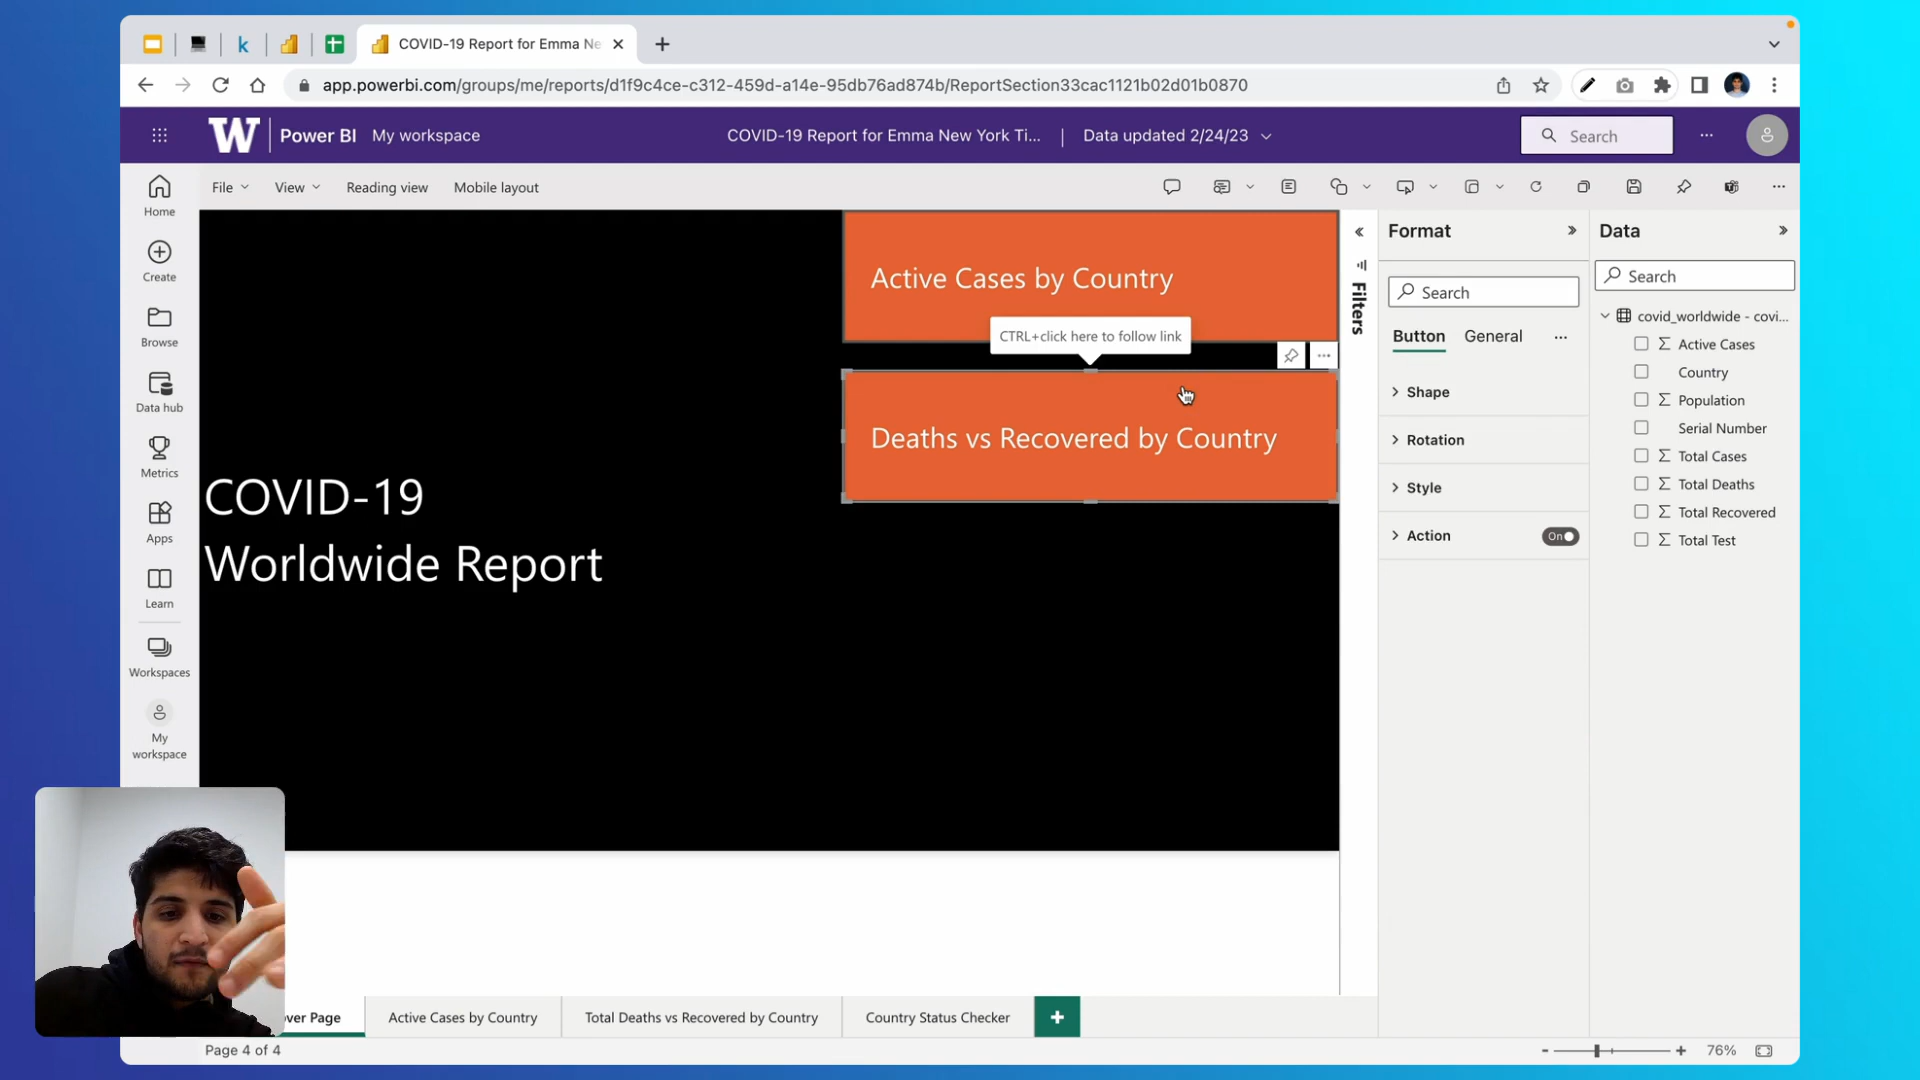 COVID-19 Report for Emma Ne
app.powerbi.com/groups/me/reports/d1f9c4ce-c312-459d-a14e-95db76ad874b/ReportSection33cac1121b02d01b0870
W Power BI My workspace COVID-19 Report for Emma New York Ti... | Data updated 2/24/23 Search
File View Reading view Mobile layout
Home
Create
Browse
Data hub
Metrics
Apps
Learn
Workspaces
My
workspace
Active Cases by Country
CTRL+click here to follow link
Deaths vs Recovered by Country
COVID-19
Worldwide Report
Filters
Format
Search
Button General
Shape
Rotation
Style
Action On
Data
Search
covid_worldwide - covi...
Active Cases
Country
Population
Serial Number
Total Cases
Total Deaths
Total Recovered
Total Test
ver Page Active Cases by Country Total Deaths vs Recovered by Country Country Status Checker +
Page 4 of 4
- + 76%